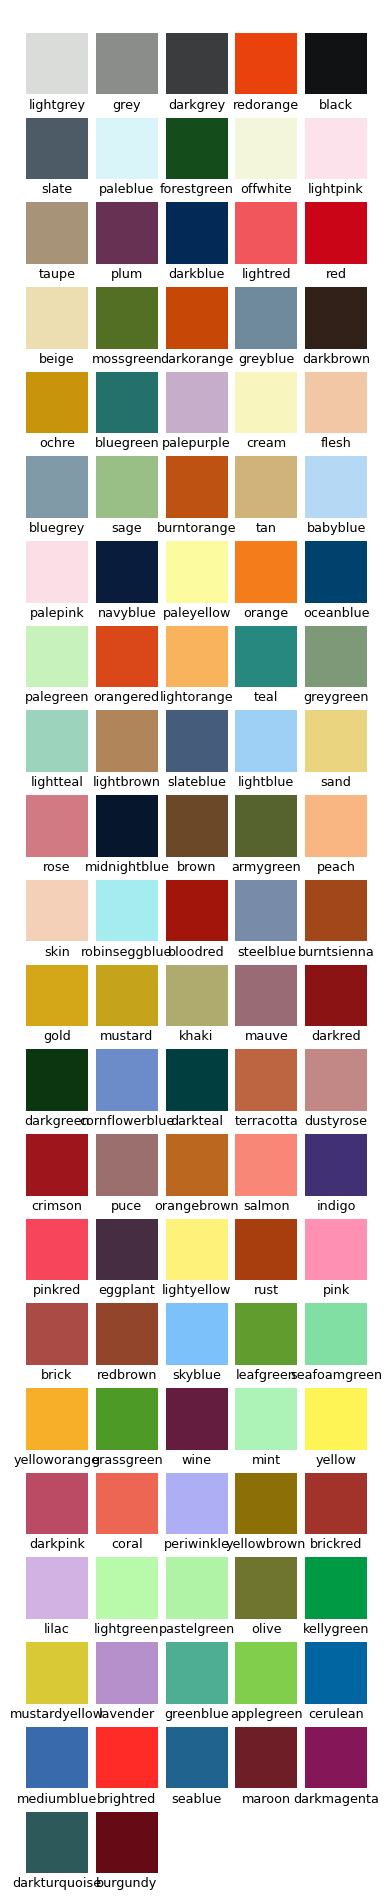 lightgrey grey darkgrey redorange black
slate paleblue forestgreen offwhite lightpink
taupe plum darkblue lightred red
beige mossgreen darkorange greyblue darkbrown
ochre bluegreen palepurple cream flesh
bluegrey sage burntorange tan babyblue
palepink navyblue paleyellow orange oceanblue
palegreen orangered lightorange teal greygreen
lightteal lightbrown slateblue lightblue sand
rose midnightblue brown armygreen peach
skin robinseggblue bloodred steelblue burntsienna
gold mustard khaki mauve darkred
darkgreen cornflowerblue darkteal terracotta dustyrose
crimson puce orangebrown salmon indigo
pinkred eggplant lightyellow rust pink
brick redbrown skyblue leafgreen seafoamgreen
yelloworange grassgreen wine mint yellow
darkpink coral periwinkle yellowbrown brickred
lilac lightgreen pastelgreen olive kellygreen
mustardyellow lavender greenblue applegreen cerulean
mediumblue brightred seablue maroon darkmagenta
darkturquoise burgundy